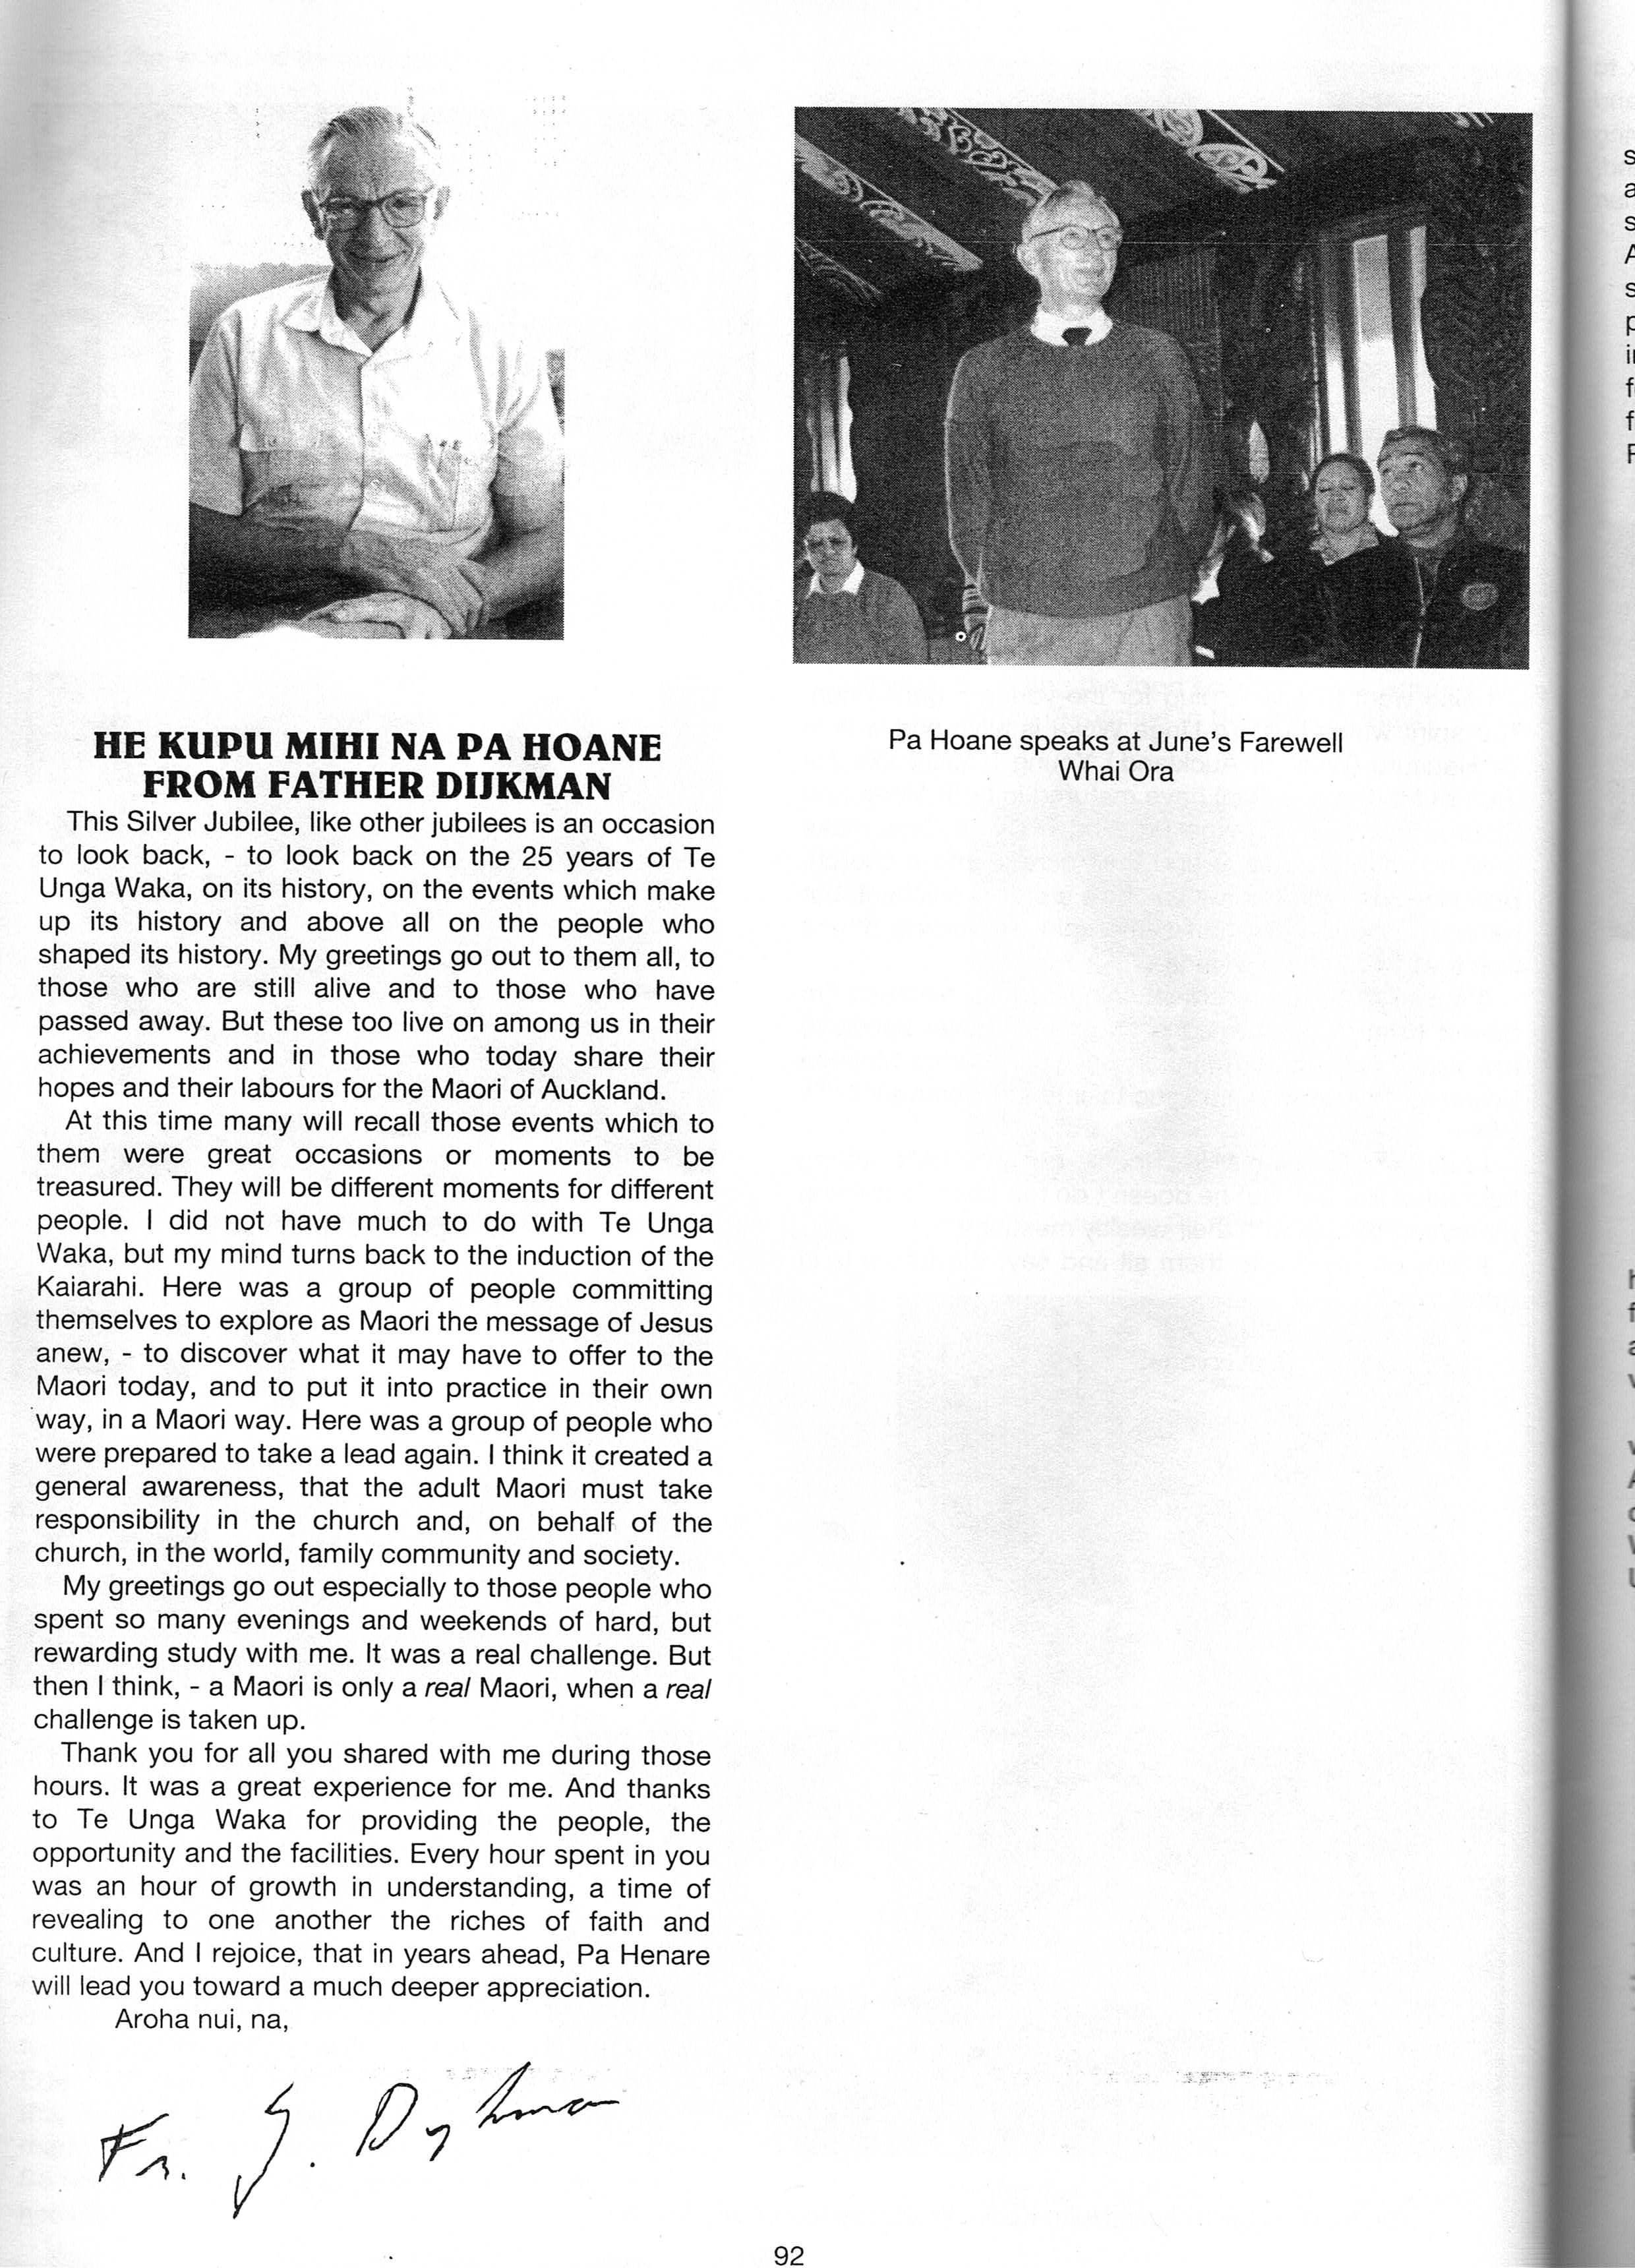 HE KUPU MIHI NA PA HOANE
FROM FATHER DIJKMAN
This Silver Jubilee, like other jubilees is an occasion
to look back, - to look back on the 25 years of Te
Unga Waka, on its history, on the events which make
up its history and above all on the people who
shaped its history. My greetings go out to them all, to
those who are still alive and to those who have
passed away. But these too live on among us in their
achievements and in those who today share their
hopes and their labours for the Maori of Auckland.
At this time many will recall those events which to
them were great occasions or moments to be
treasured. They will be different moments for different
people. I did not have much to do with Te Unga
Waka, but my mind turns back to the induction of the
Kaiarahi. Here was a group of people committing
themselves to explore as Maori the message of Jesus
anew, - to discover what it may have to offer to the
Maori today, and to put it into practice in their own
way, in a Maori way. Here was a group of people who
were prepared to take a lead again. I think it created a
general awareness, that the adult Maori must take
responsibility in the church and, on behalf of the
church, in the world, family community and society.
My greetings go out especially to those people who
spent so many evenings and weekends of hard, but
rewarding study with me. It was a real challenge. But
then I think, - a Maori is only a real Maori, when a real
challenge is taken up.
Thank you for all you shared with me during those
hours. It was a great experience for me. And thanks
to Te Unga Waka for providing the people, the
opportunity and the facilities. Every hour spent in you
was an hour of growth in understanding, a time of
revealing to one another the riches of faith and
culture. And I rejoice, that in years ahead, Pa Henare
will lead you toward a much deeper appreciation.
Aroha nui, na,
Fr. J. Dykman
Pa Hoane speaks at June's Farewell
Whai Ora
92